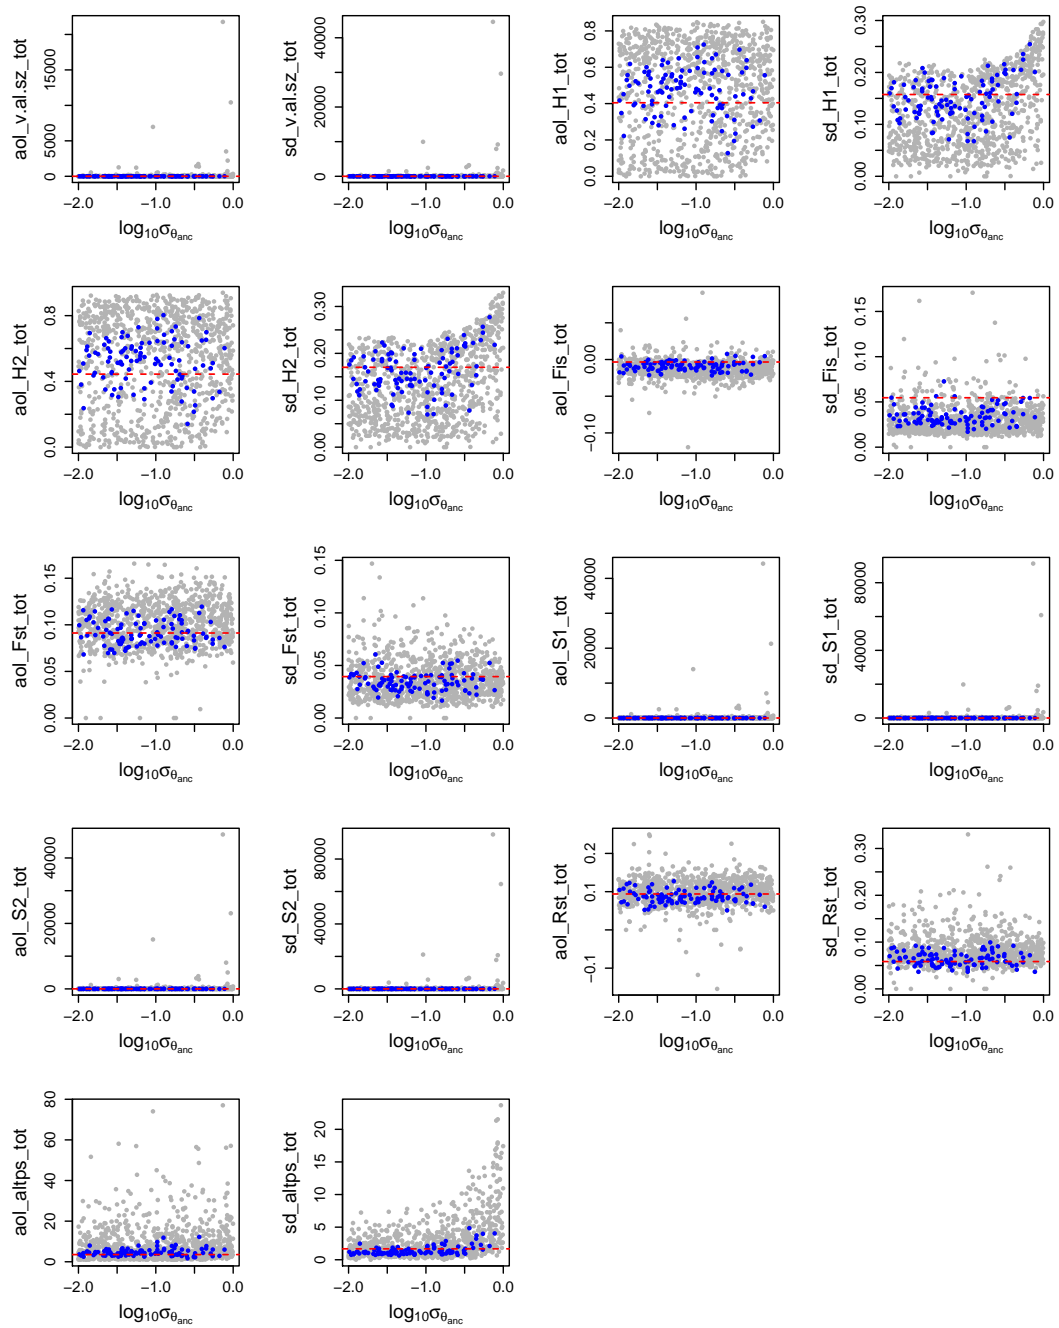 aol_v.al.sz_tot
0 5000 15000
−2.0 −1.0 0.0
log10σθanc
sd_v.al.sz_tot
0 20000 40000
−2.0 −1.0 0.0
log10σθanc
aol_H1_tot
0.0 0.2 0.4 0.6 0.8
−2.0 −1.0 0.0
log10σθanc
sd_H1_tot
0.00 0.10 0.20 0.30
−2.0 −1.0 0.0
log10σθanc
aol_H2_tot
0.0 0.4 0.8
−2.0 −1.0 0.0
log10σθanc
sd_H2_tot
0.00 0.10 0.20 0.30
−2.0 −1.0 0.0
log10σθanc
aol_Fis_tot
−0.10 0.00
−2.0 −1.0 0.0
log10σθanc
sd_Fis_tot
0.00 0.05 0.10 0.15
−2.0 −1.0 0.0
log10σθanc
aol_Fst_tot
0.00 0.05 0.10 0.15
−2.0 −1.0 0.0
log10σθanc
sd_Fst_tot
0.00 0.05 0.10 0.15
−2.0 −1.0 0.0
log10σθanc
aol_S1_tot
0 20000 40000
−2.0 −1.0 0.0
log10σθanc
sd_S1_tot
0 40000 80000
−2.0 −1.0 0.0
log10σθanc
aol_S2_tot
0 20000 40000
−2.0 −1.0 0.0
log10σθanc
sd_S2_tot
0 40000 80000
−2.0 −1.0 0.0
log10σθanc
aol_Rst_tot
−0.1 0.1 0.2
−2.0 −1.0 0.0
log10σθanc
sd_Rst_tot
0.00 0.10 0.20 0.30
−2.0 −1.0 0.0
log10σθanc
aol_altps_tot
0 20 40 60 80
−2.0 −1.0 0.0
log10σθanc
sd_altps_tot
0 5 10 15 20
−2.0 −1.0 0.0
log10σθanc